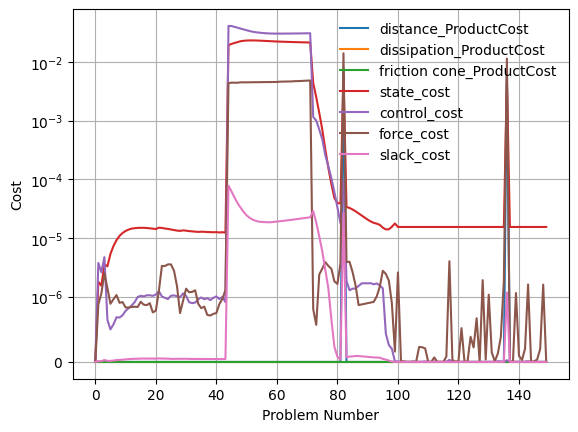 distance_ProductCost
dissipation_ProductCost
friction cone_ProductCost
state_cost
control_cost
force_cost
slack_cost
Cost
10⁻²
10⁻³
10⁻⁴
10⁻⁵
10⁻⁶
0
0 20 40 60 80 100 120 140
Problem Number